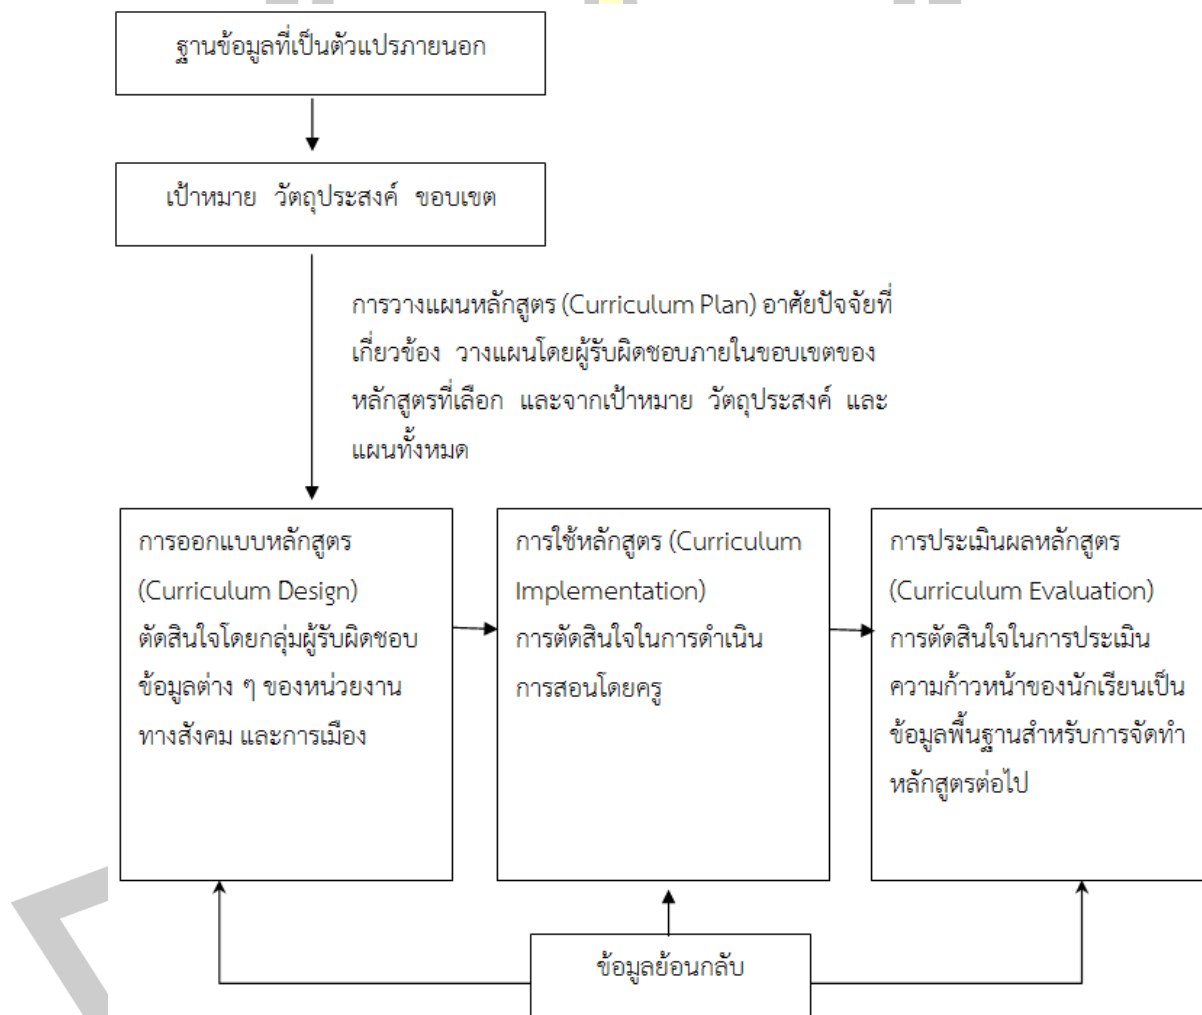 ฐานข้อมูลที่เป็นตัวแปรภายนอก
เป้าหมาย วัตถุประสงค์ ขอบเขต
การวางแผนหลักสูตร (Curriculum Plan) อาศัยปัจจัยที่
เกี่ยวข้อง วางแผนโดยผู้รับผิดชอบภายในขอบเขตของ
หลักสูตรที่เลือก และจากเป้าหมาย วัตถุประสงค์ และ
แผนทั้งหมด
การออกแบบหลักสูตร
(Curriculum Design)
ตัดสินใจโดยกลุ่มผู้รับผิดชอบ
ข้อมูลต่าง ๆ ของหน่วยงาน
ทางสังคม และการเมือง
การใช้หลักสูตร (Curriculum
Implementation)
การตัดสินใจในการดำเนิน
การสอนโดยครู
การประเมินผลหลักสูตร
(Curriculum Evaluation)
การตัดสินใจในการประเมิน
ความก้าวหน้าของนักเรียนเป็น
ข้อมูลพื้นฐานสำหรับการจัดทำ
หลักสูตรต่อไป
ข้อมูลย้อนกลับ